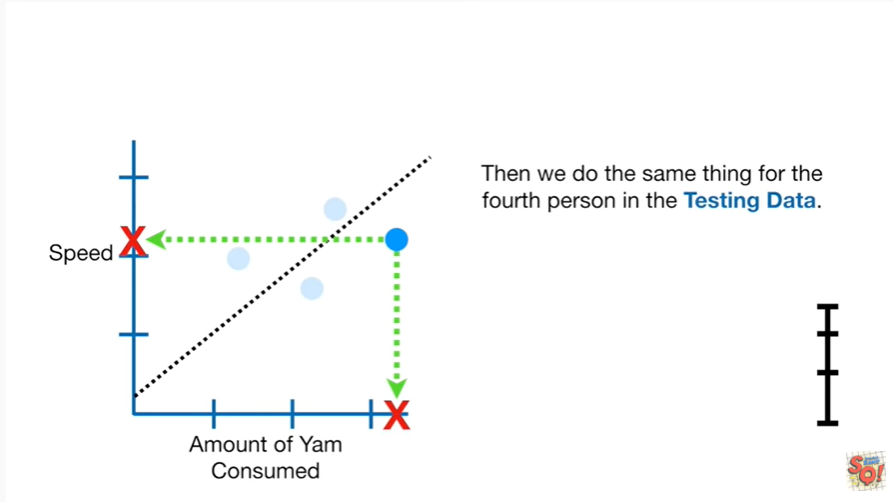 Then we do the same thing for the
fourth person in the Testing Data.
Speed
X
X
Amount of Yam
Consumed
SQ!